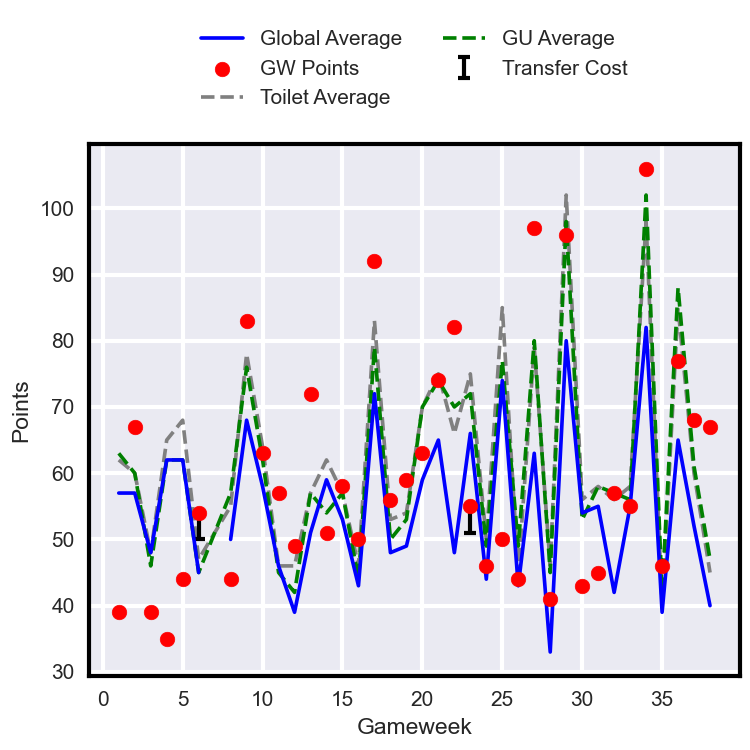 Global Average
GW Points
Toilet Average
GU Average
Transfer Cost
100
90
80
70
60
50
40
30
Points
0 5 10 15 20 25 30 35
Gameweek